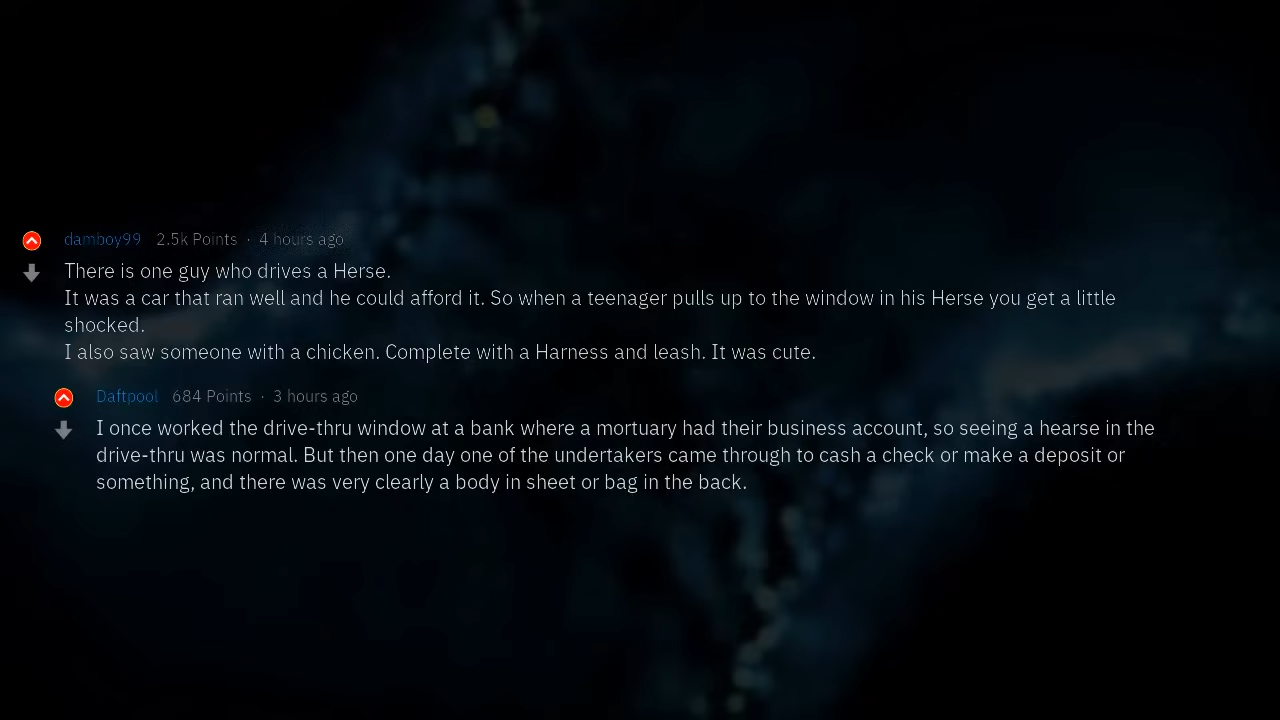 damboy99 2.5k Points · 4 hours ago
There is one guy who drives a Herse.
It was a car that ran well and he could afford it. So when a teenager pulls up to the window in his Herse you get a little
shocked.
I also saw someone with a chicken. Complete with a Harness and leash. It was cute.
Daftpool 684 Points · 3 hours ago
I once worked the drive-thru window at a bank where a mortuary had their business account, so seeing a hearse in the
drive-thru was normal. But then one day one of the undertakers came through to cash a check or make a deposit or
something, and there was very clearly a body in sheet or bag in the back.